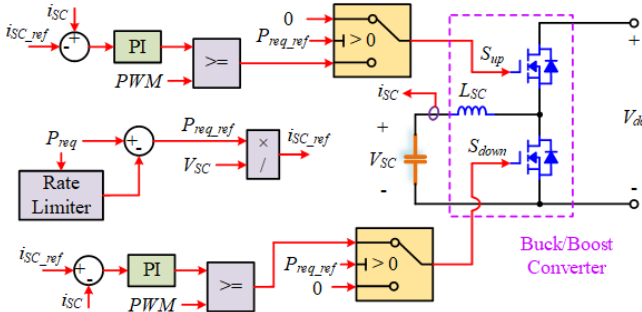 i_SC
i_SC_ref
-
+
PI
PWM
>=
0
P_req_ref
> 0
S_up
i_SC
L_SC
+
V_SC
-
S_down
+
-
Buck/Boost
Converter
P_req
+
-
P_req_ref
V_SC
×
/
i_SC_ref
Rate
Limiter
i_SC_ref
+
-
i_SC
PI
PWM
>=
P_req_ref
> 0
0